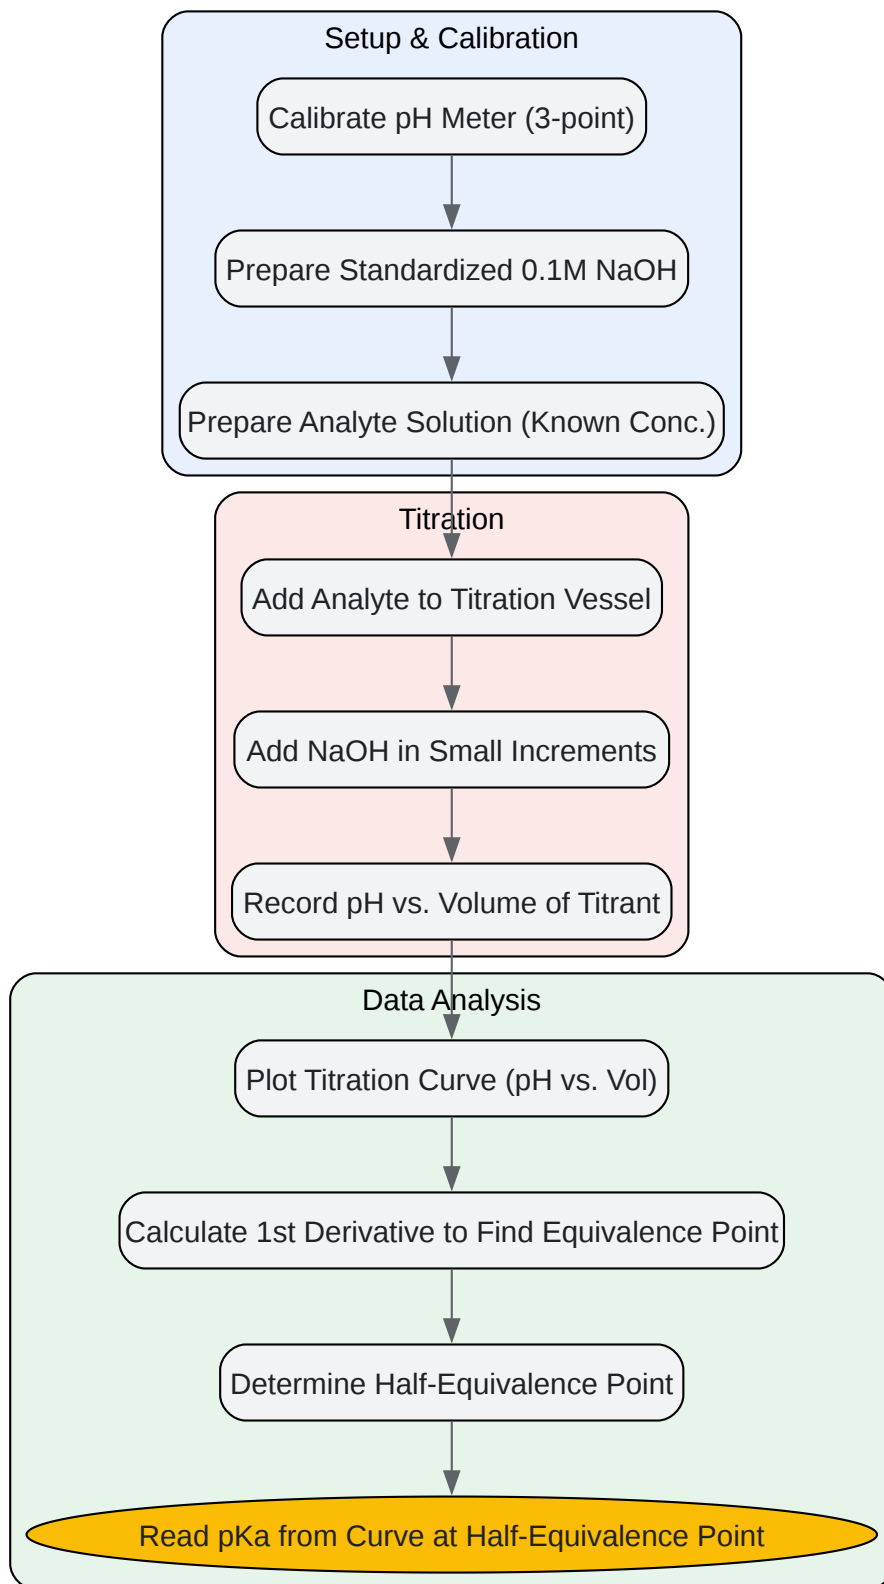 Setup & Calibration
Calibrate pH Meter (3-point)
Prepare Standardized 0.1M NaOH
Prepare Analyte Solution (Known Conc.)
Titration
Add Analyte to Titration Vessel
Add NaOH in Small Increments
Record pH vs. Volume of Titrant
Data Analysis
Plot Titration Curve (pH vs. Vol)
Calculate 1st Derivative to Find Equivalence Point
Determine Half-Equivalence Point
Read pKa from Curve at Half-Equivalence Point